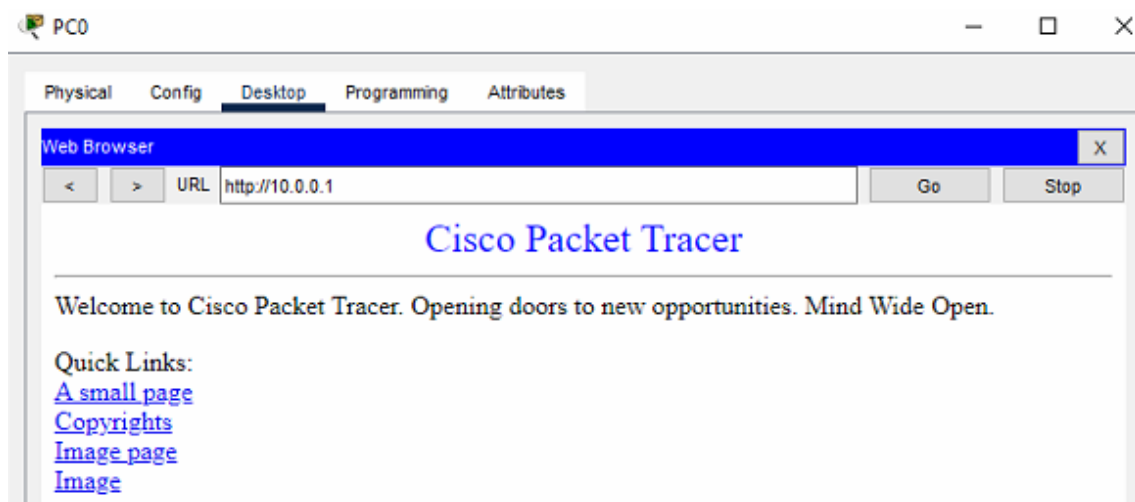 PC0
Physical Config Desktop Programming Attributes
Web Browser X
< > URL http://10.0.0.1 Go Stop
Cisco Packet Tracer
Welcome to Cisco Packet Tracer. Opening doors to new opportunities. Mind Wide Open.
Quick Links:
A small page
Copyrights
Image page
Image